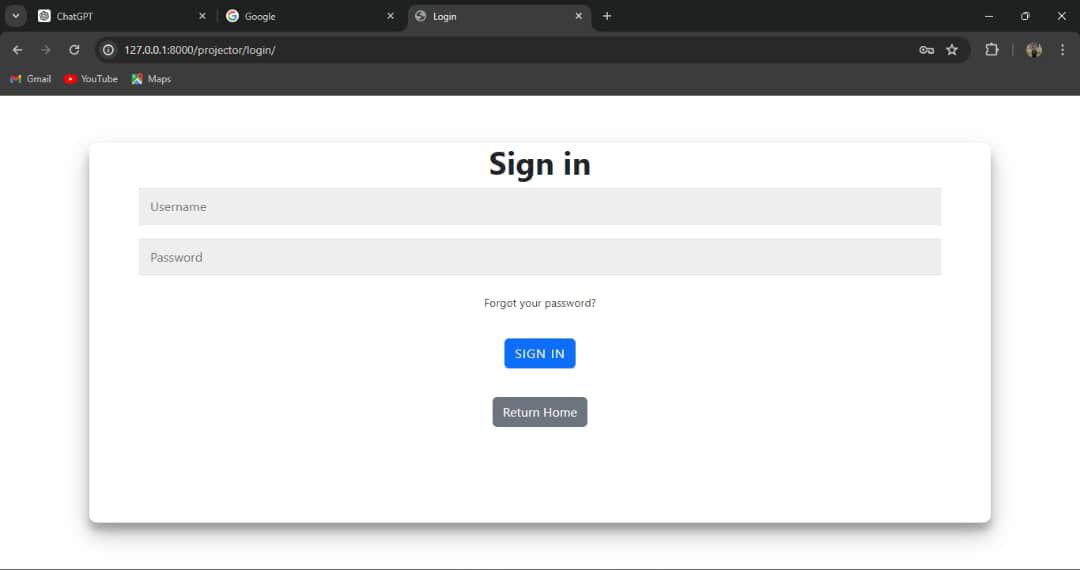 ChatGPT
Google
Login
127.0.0.1:8000/projector/login/
Gmail
YouTube
Maps
Sign in
Username
Password
Forgot your password?
SIGN IN
Return Home